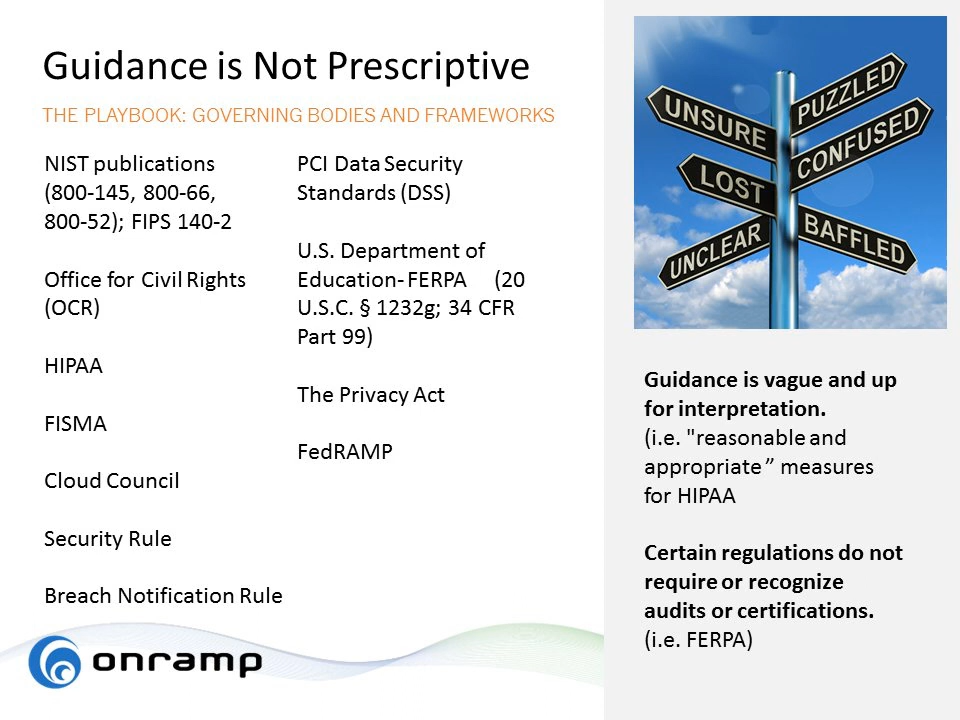 Guidance is Not Prescriptive
THE PLAYBOOK: GOVERNING BODIES AND FRAMEWORKS
NIST publications
(800-145, 800-66,
800-52); FIPS 140-2
Office for Civil Rights
(OCR)
HIPAA
FISMA
Cloud Council
Security Rule
Breach Notification Rule
PCI Data Security
Standards (DSS)
U.S. Department of
Education- FERPA (20
U.S.C. § 1232g; 34 CFR
Part 99)
The Privacy Act
FedRAMP
UNSURE
PUZZLED
CONFUSED
LOST
UNCLEAR
BAFFLED
Guidance is vague and up
for interpretation.
(i.e. "reasonable and
appropriate” measures
for HIPAA
Certain regulations do not
require or recognize
audits or certifications.
(i.e. FERPA)
onramp